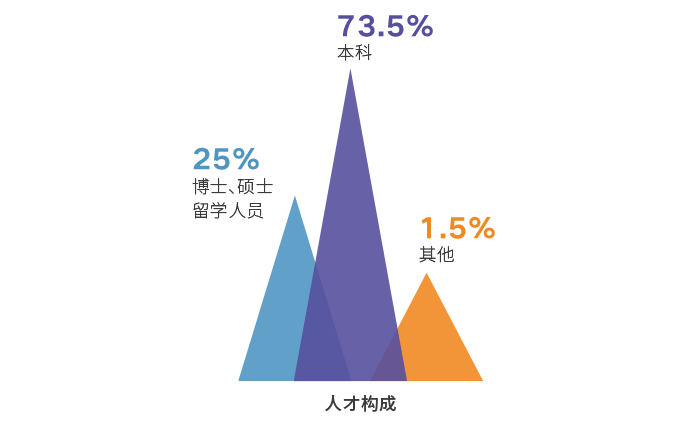 73.5%
本科
25%
博士、硕士
留学人员
1.5%
其他
人才构成